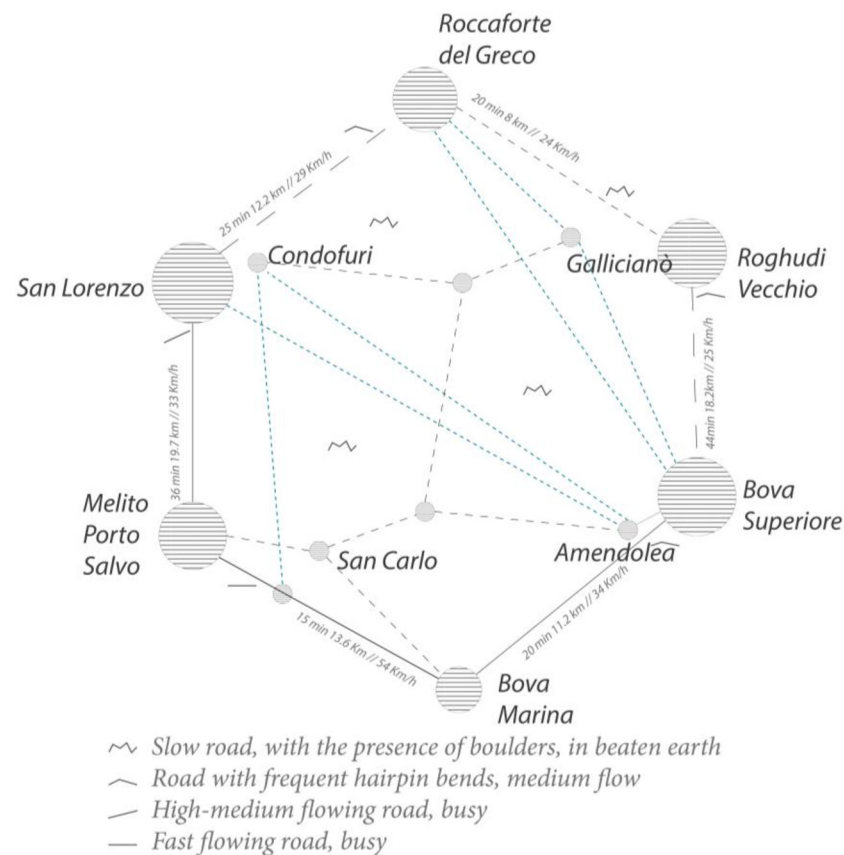 Roccaforte
del Greco
20 min 8 km // 24 Km/h
25 min 12.2 km // 29 Km/h
Condofuri
Galliciano̕
Roghudi
Vecchio
San Lorenzo
44min 18.2km // 25 Km/h
36 min 19.7 km // 33 Km/h
Melito
Porto
Salvo
Bova
Superiore
San Carlo
Amendolea
20 min 11.2 km // 34 Km/h
15 min 13.6 Km // 54 Km/h
Bova
Marina
Slow road, with the presence of boulders, in beaten earth
Road with frequent hairpin bends, medium flow
High-medium flowing road, busy
Fast flowing road, busy